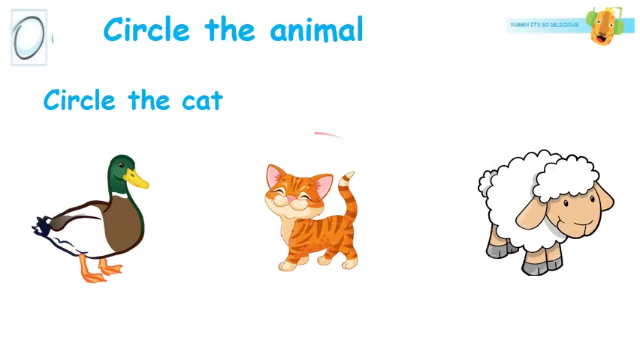 Circle the animal
YUMMY! IT'S SO DELICIOUS
Circle the cat